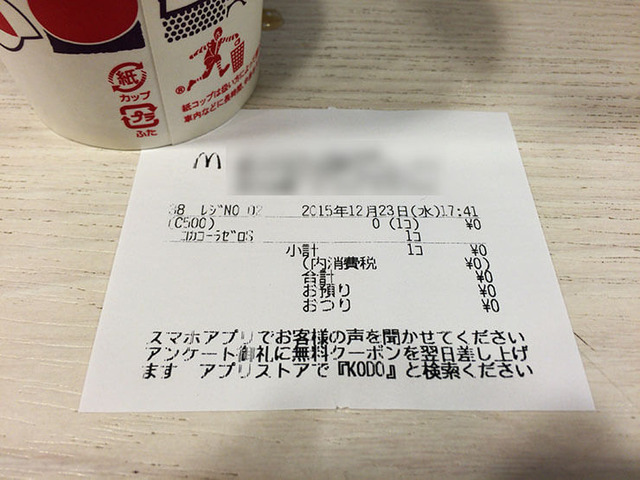 紙
カップ
プラ
ふた
®
38 レジNO 02 2015年12月23日(水)17:41
(C500) 0 (1コ) ¥0
コカコーラゼロS 1コ
小計 1コ ¥0
(内消費税 ¥0)
合計 ¥0
お預り ¥0
おつり ¥0
スマホアプリでお客様の声を聞かせてください
アンケート御礼に無料クーポンを翌日差し上げ
ます アプリストアで『KODO』と検索ください